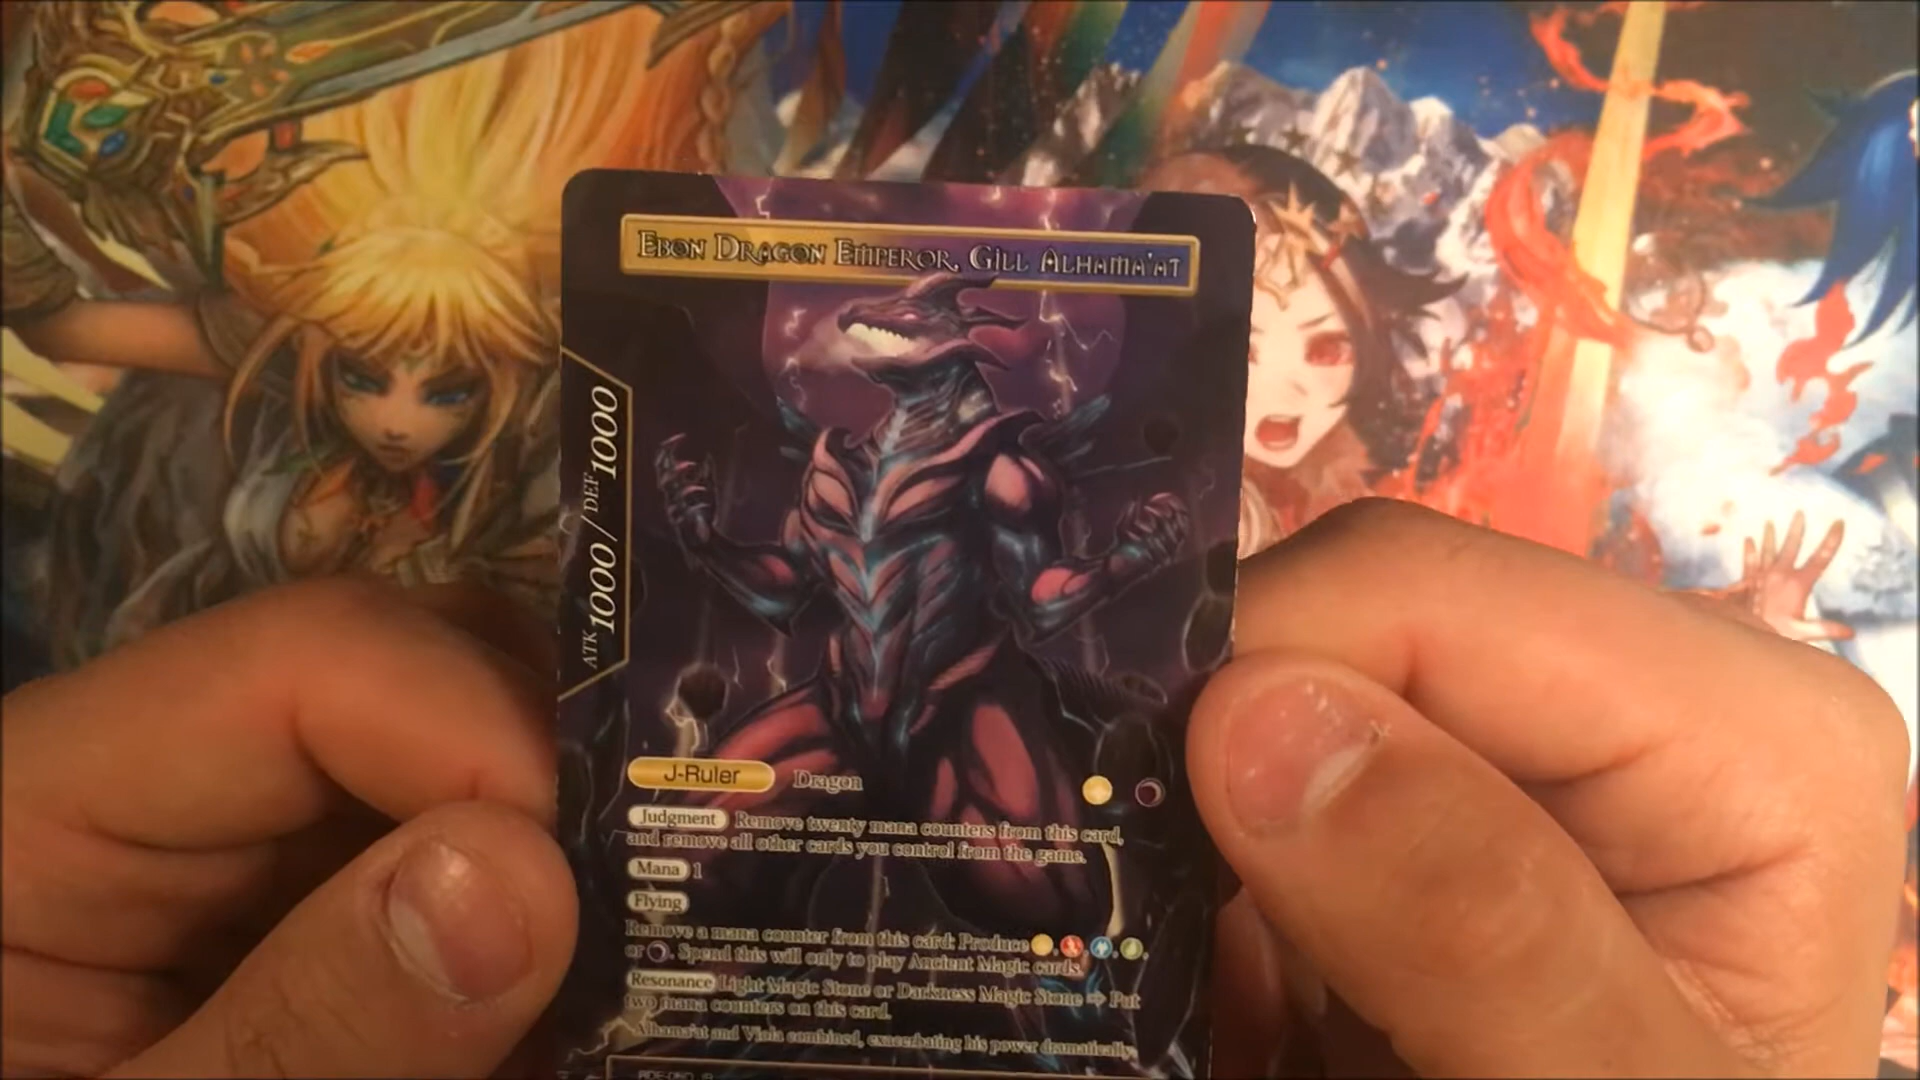 Ebon Dragon Emperor, Gill Alhama'at
ATK 1000 / DEF 1000
J-Ruler Dragon
Judgment Remove twenty mana counters from this card,
and remove all other cards you control from the game.
Mana 1
Flying
Remove a mana counter from this card: Produce , , , ,
or . Spend this will only to play Ancient Magic cards.
Resonance Light Magic Stone or Darkness Magic Stone ⇒ Put
two mana counters on this card.
Alhama'at and Viola combined, exacerbating his power dramatically.